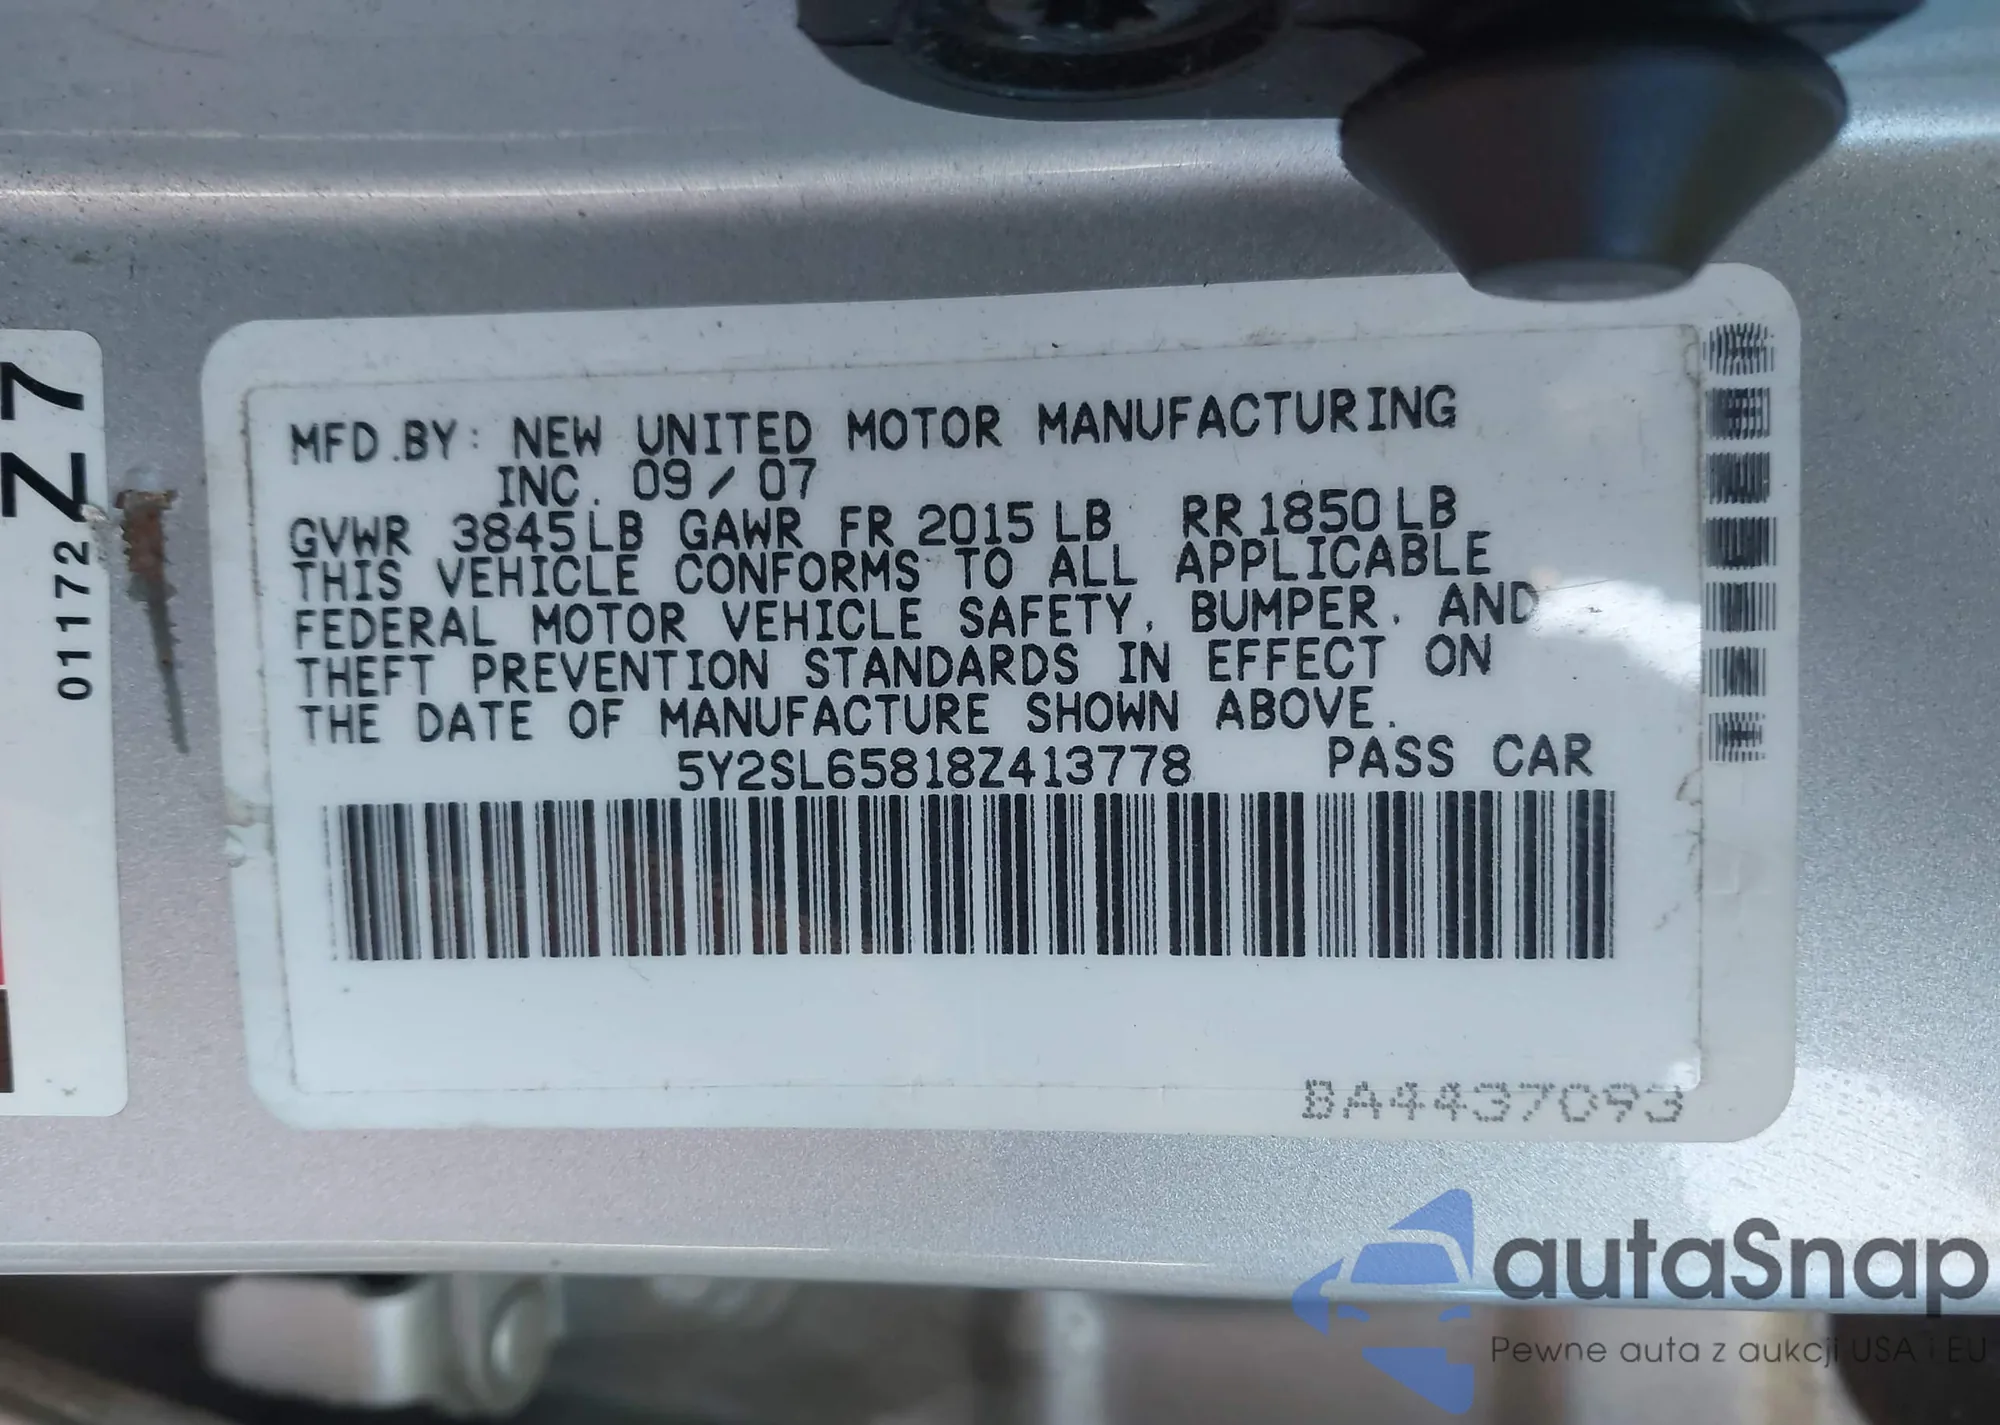 MFD.BY: NEW UNITED MOTOR MANUFACTURING
INC. 09/07
GVWR 3845LB GAWR FR 2015LB RR 1850LB
THIS VEHICLE CONFORMS TO ALL APPLICABLE
FEDERAL MOTOR VEHICLE SAFETY, BUMPER, AND
THEFT PREVENTION STANDARDS IN EFFECT ON
THE DATE OF MANUFACTURE SHOWN ABOVE.
5Y2SL65818Z413778 PASS CAR
BA4437093
Z7
01172
autaSnap
Pewne auta z aukcji USA i EU